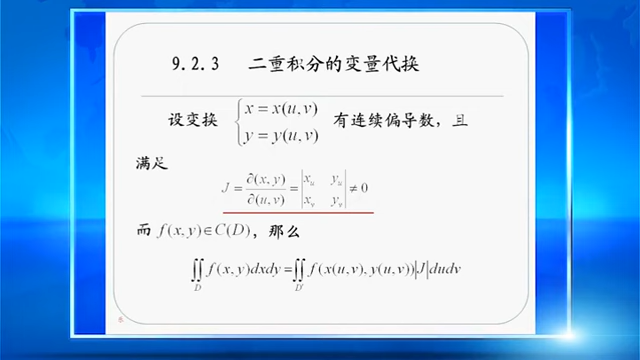 9.2.3 二重积分的变量代换
设变换 { x = x(u,v) y = y(u,v) 有连续偏导数，且
满足
J = ∂(x,y)/∂(u,v) = |x_u y_u; x_v y_v| ≠ 0
而 f(x,y)∈C(D)，那么
∬_D f(x,y)dxdy = ∬_D' f(x(u,v), y(u,v))|J|dudv